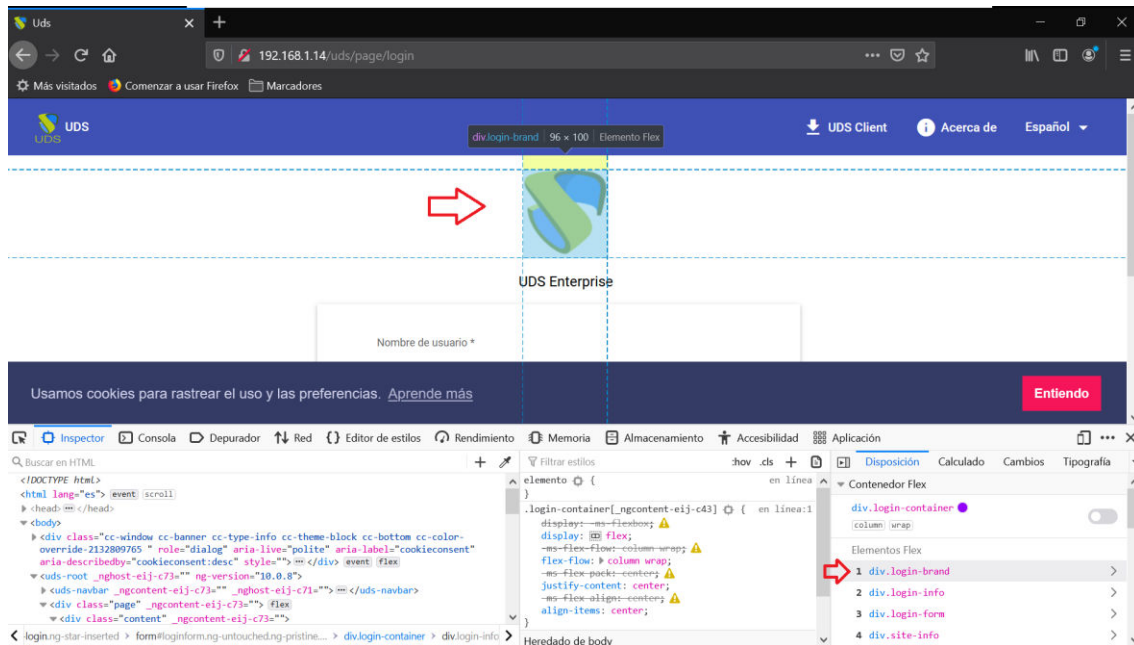 Uds
192.168.1.14/uds/page/login
Más visitados Comenzar a usar Firefox Marcadores
UDS UDS UDS Client Acerca de Español
div.login-brand 96 × 100 Elemento Flex
UDS Enterprise
Nombre de usuario *
Usamos cookies para rastrear el uso y las preferencias. Aprende más Entiendo
Inspector Consola Depurador Red Editor de estilos Rendimiento Memoria Almacenamiento Accesibilidad Aplicación
Buscar en HTML
<!DOCTYPE html>
<html lang="es"> event scroll
<head> </head>
<body>
<div class="cc-window cc-banner cc-type-info cc-theme-block cc-bottom cc-color-
override-2132809765 " role="dialog" aria-live="polite" aria-label="cookieconsent"
aria-describedby="cookieconsent:desc" style=""> </div> event flex
<uds-root _nghost-eij-c73="" ng-version="10.0.8">
<uds-navbar _ngcontent-eij-c73="" _nghost-eij-c71=""> </uds-navbar>
<div class="page" _ngcontent-eij-c73=""> flex
<div class="content" _ngcontent-eij-c73="">
login.ng-star-inserted > form#loginform.ng-untouched.ng-pristine.... > div.login-container > div.login-info
Filtrar estilos :hov .cls
elemento { en línea
}
.login-container[_ngcontent-eij-c43] { en línea:1
display: -ms-flexbox;
display: flex;
-ms-flex-flow: column wrap;
flex-flow: column wrap;
-ms-flex-pack: center;
justify-content: center;
-ms-flex-align: center;
align-items: center;
}
Heredado de body
Disposición Calculado Cambios Tipografía
Contenedor Flex
div.login-container
column wrap
Elementos Flex
1 div.login-brand
2 div.login-info
3 div.login-form
4 div.site-info